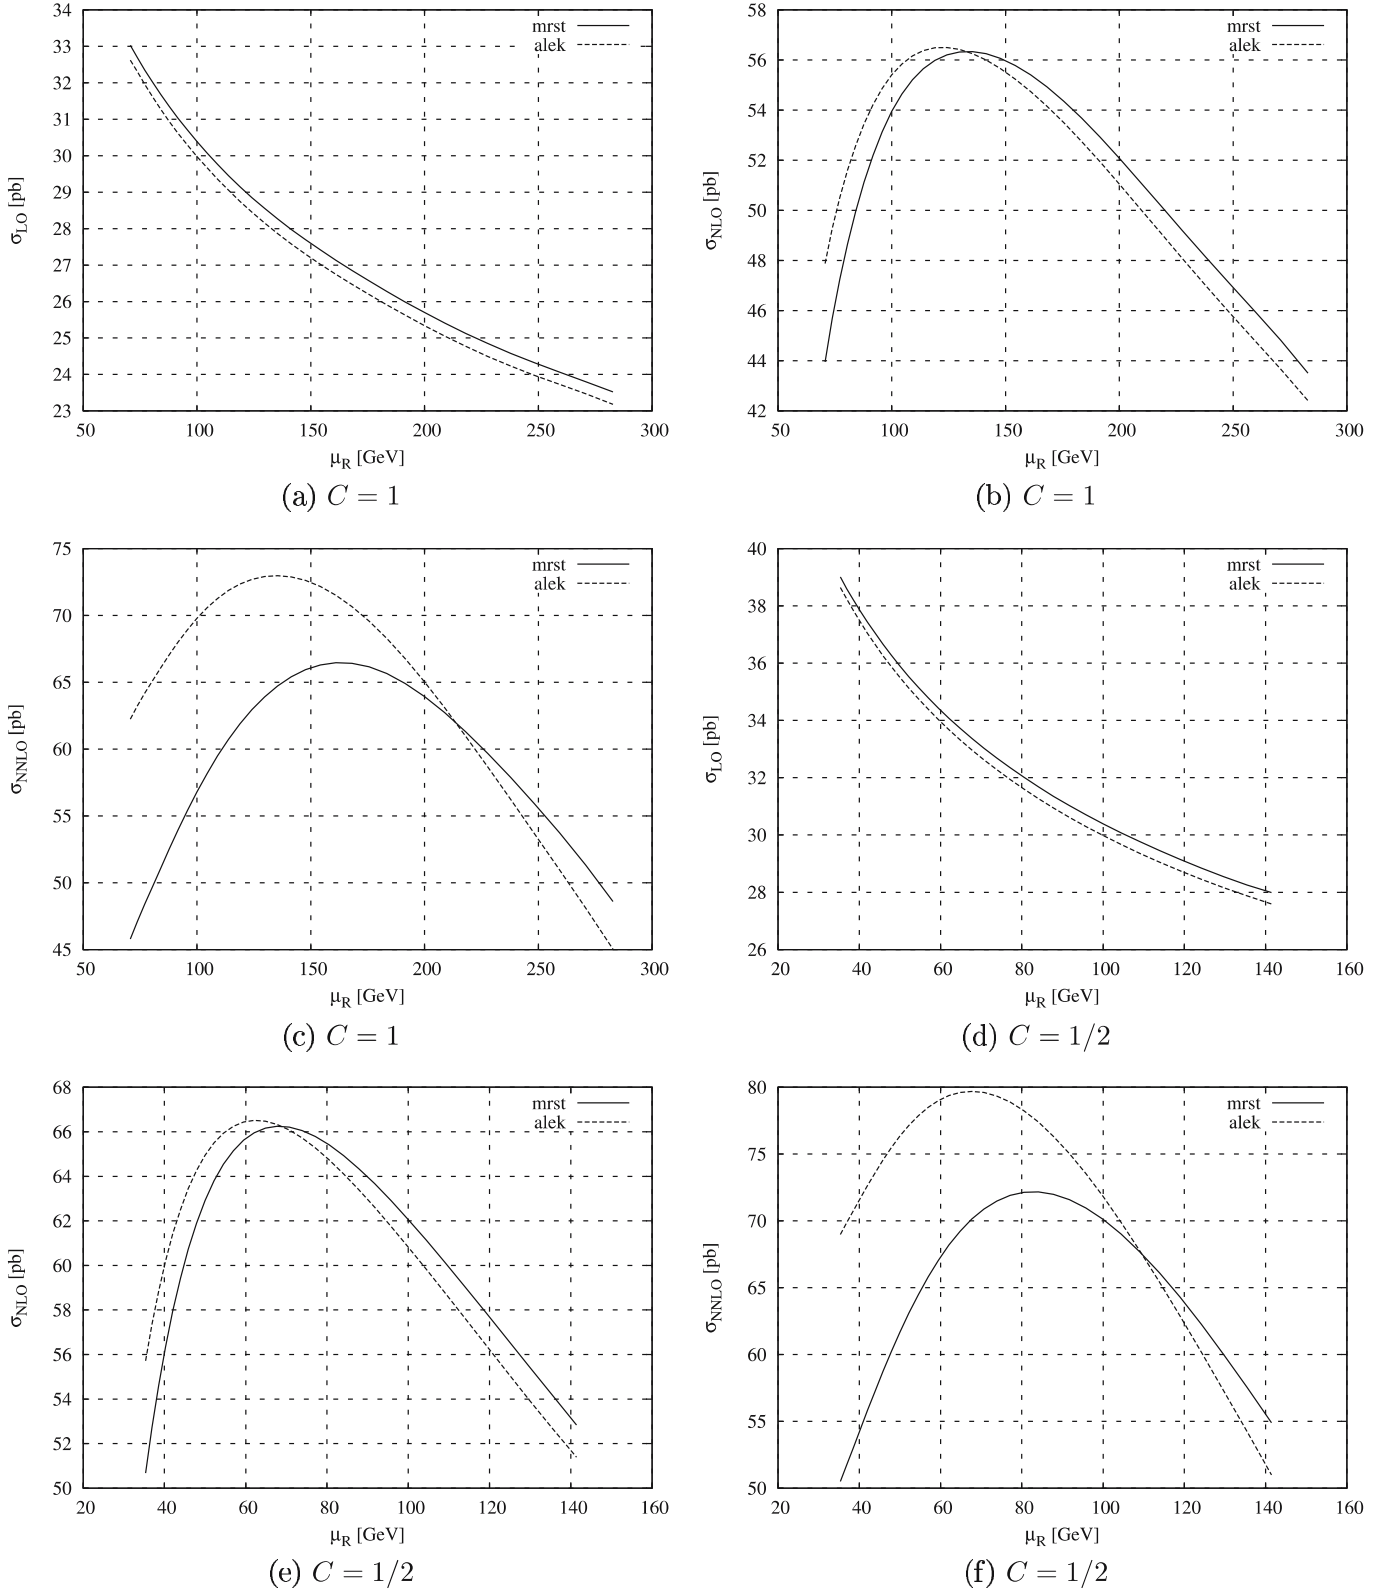 34
33
32
31
30
29
28
27
26
25
24
23
σLO [pb]
mrst
alek
50 100 150 200 250 300
μR [GeV]
(a) C = 1
58
56
54
52
50
48
46
44
42
σNLO [pb]
mrst
alek
50 100 150 200 250 300
μR [GeV]
(b) C = 1
75
70
65
60
55
50
45
σNNLO [pb]
mrst
alek
50 100 150 200 250 300
μR [GeV]
(c) C = 1
40
38
36
34
32
30
28
26
σLO [pb]
mrst
alek
20 40 60 80 100 120 140 160
μR [GeV]
(d) C = 1/2
68
66
64
62
60
58
56
54
52
50
σNLO [pb]
mrst
alek
20 40 60 80 100 120 140 160
μR [GeV]
(e) C = 1/2
80
75
70
65
60
55
50
σNNLO [pb]
mrst
alek
20 40 60 80 100 120 140 160
μR [GeV]
(f) C = 1/2